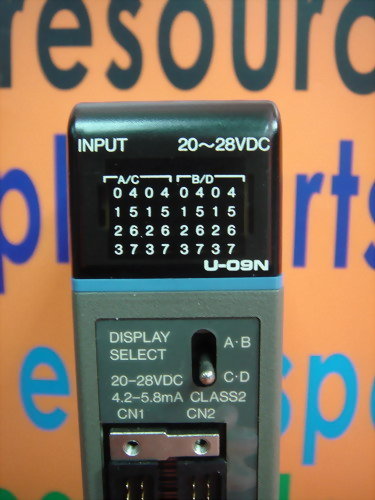 resource
INPUT 20~28VDC
A/C B/D
0 4 0 4 0 4 0 4
1 5 1 5 1 5 1 5
2 6 2 6 2 6 2 6
3 7 3 7 3 7 3 7
U-09N
DISPLAY
SELECT
A·B
C·D
20-28VDC
4.2-5.8mA CLASS2
CN1 CN2